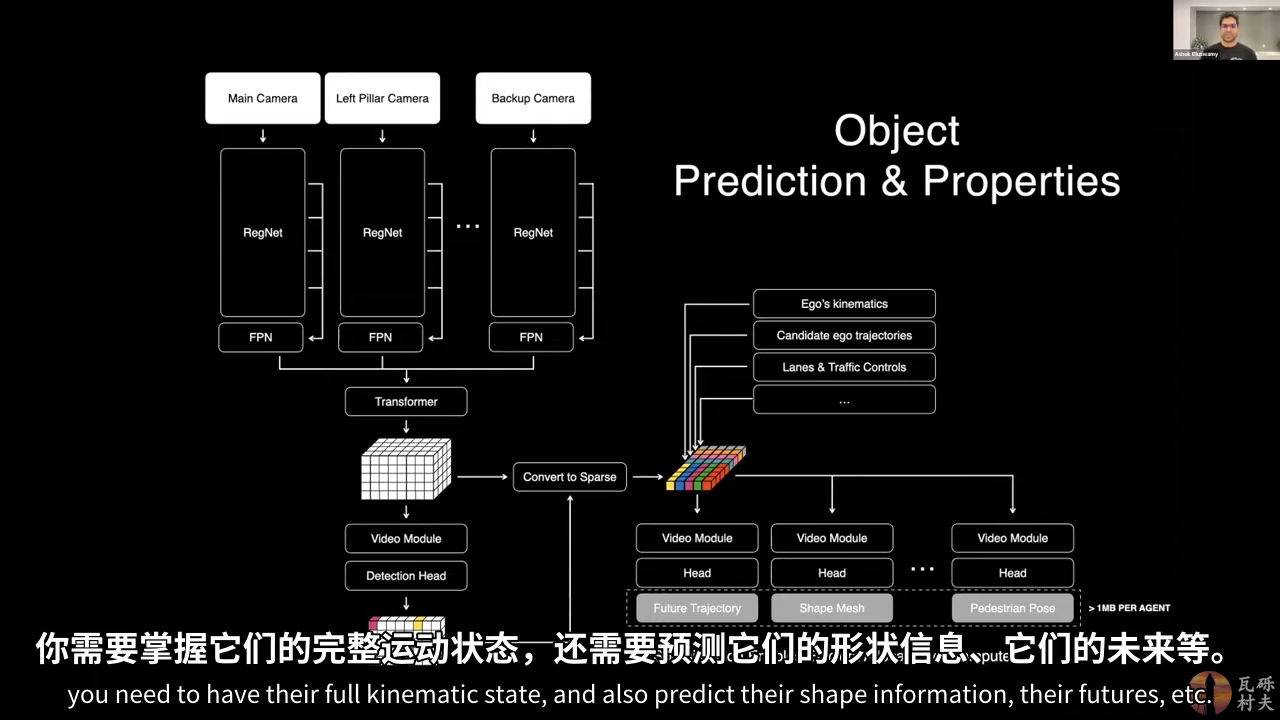 Ashok Elluswamy
Main Camera
Left Pillar Camera
Backup Camera
Object
Prediction & Properties
RegNet
RegNet
...
RegNet
FPN
FPN
FPN
Ego's kinematics
Candidate ego trajectories
Lanes & Traffic Controls
...
Transformer
Convert to Sparse
Video Module
Detection Head
Video Module
Video Module
Video Module
Head
Head
...
Head
Future Trajectory
Shape Mesh
Pedestrian Pose
> 1MB PER AGENT
你需要掌握它们的完整运动状态，还需要预测它们的形状信息、它们的未来等。
you need to have their full kinematic state, and also predict their shape information, their futures, etc.
瓦砾
村夫